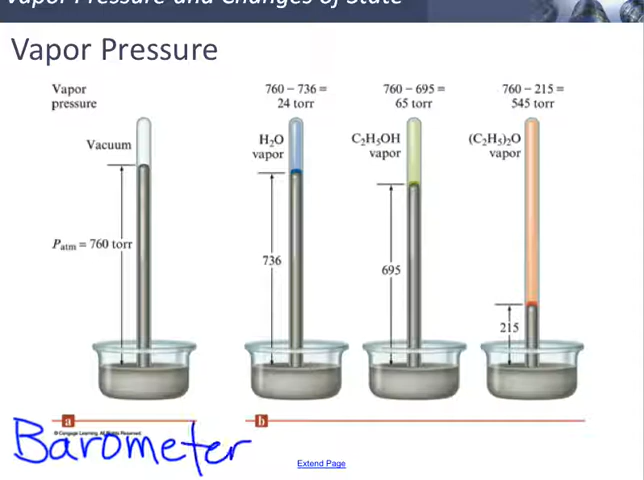 Vapor Pressure and Changes of State
Vapor Pressure
Vapor
pressure
760 – 736 =
24 torr
760 – 695 =
65 torr
760 – 215 =
545 torr
Vacuum
H₂O
vapor
C₂H₅OH
vapor
(C₂H₅)₂O
vapor
Pₐₜₘ = 760 torr
736
695
215
a
b
© Cengage Learning. All Rights Reserved.
Barometer
Extend Page